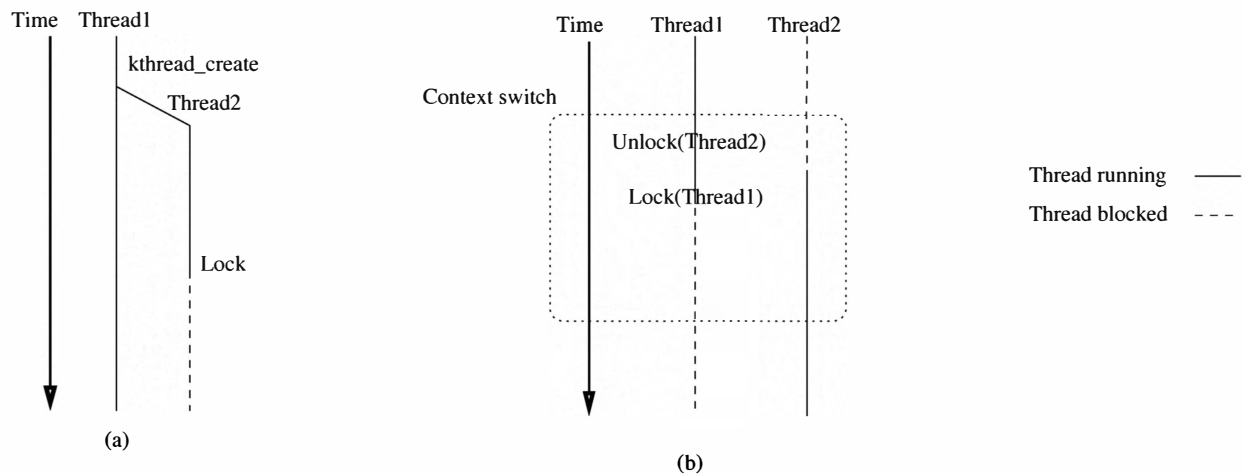 Time Thread1
kthread_create
Thread2
Lock
(a)
Time Thread1 Thread2
Context switch
Unlock(Thread2)
Lock(Thread1)
(b)
Thread running
Thread blocked